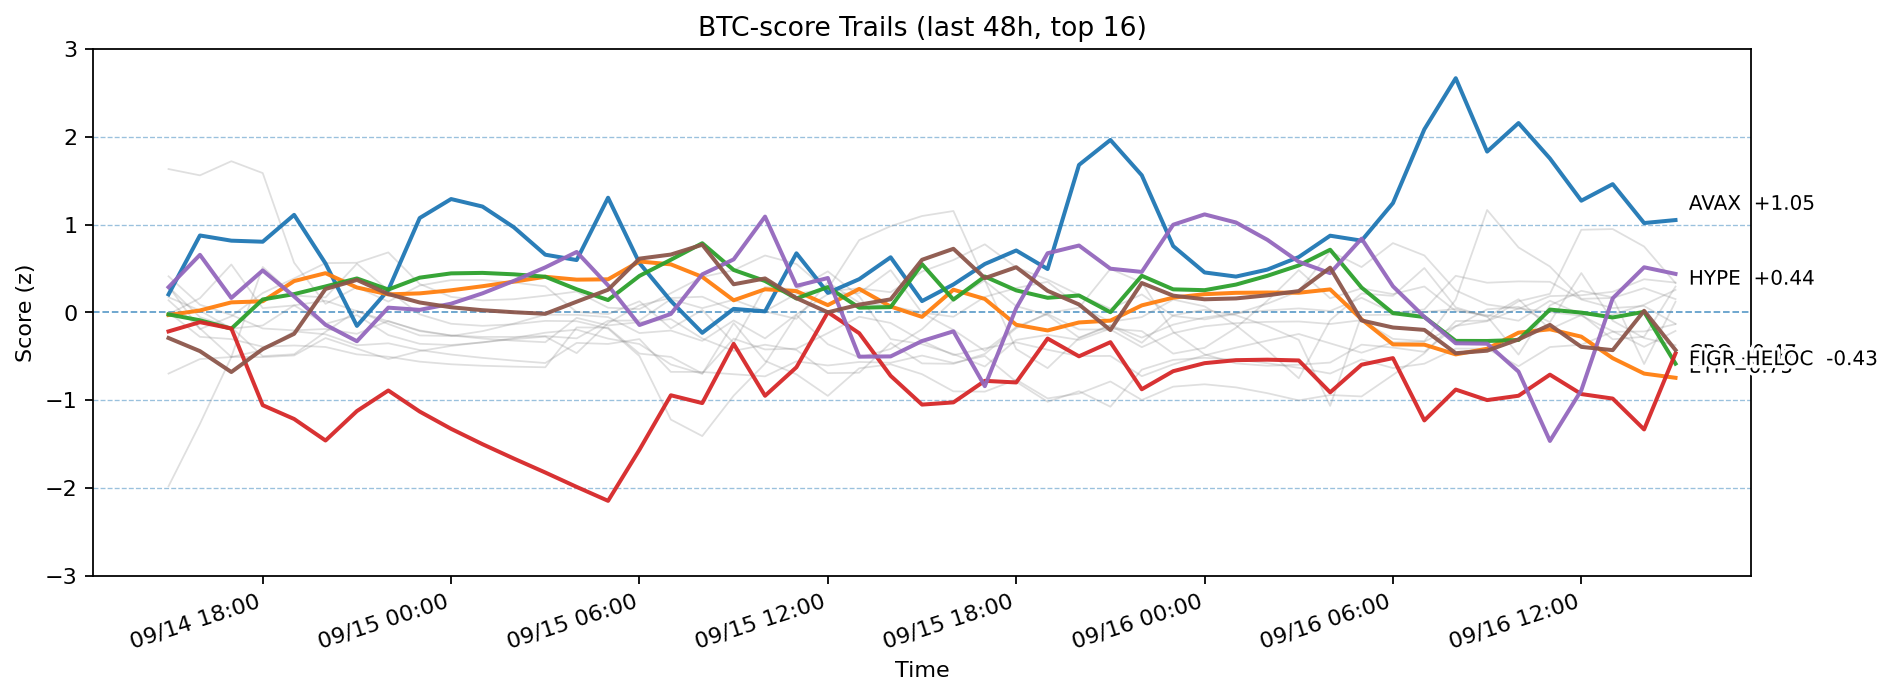 BTC-score Trails (last 48h, top 16)
3
2
1
0
−1
−2
−3
Score (z)
AVAX +1.05
HYPE +0.44
FIGR HELOC -0.43
09/14 18:00
09/15 00:00
09/15 06:00
09/15 12:00
09/15 18:00
09/16 00:00
09/16 06:00
09/16 12:00
Time